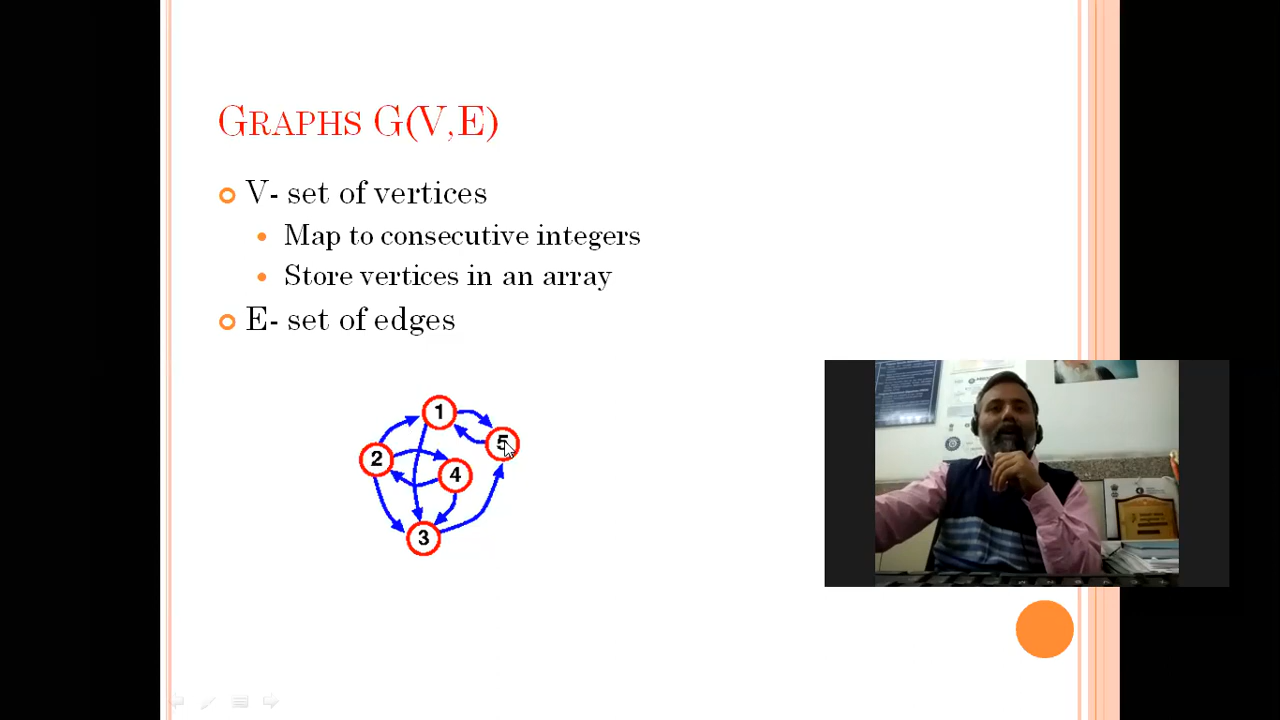 GRAPHS G(V,E)
V- set of vertices
Map to consecutive integers
Store vertices in an array
E- set of edges
1
5
2
4
3